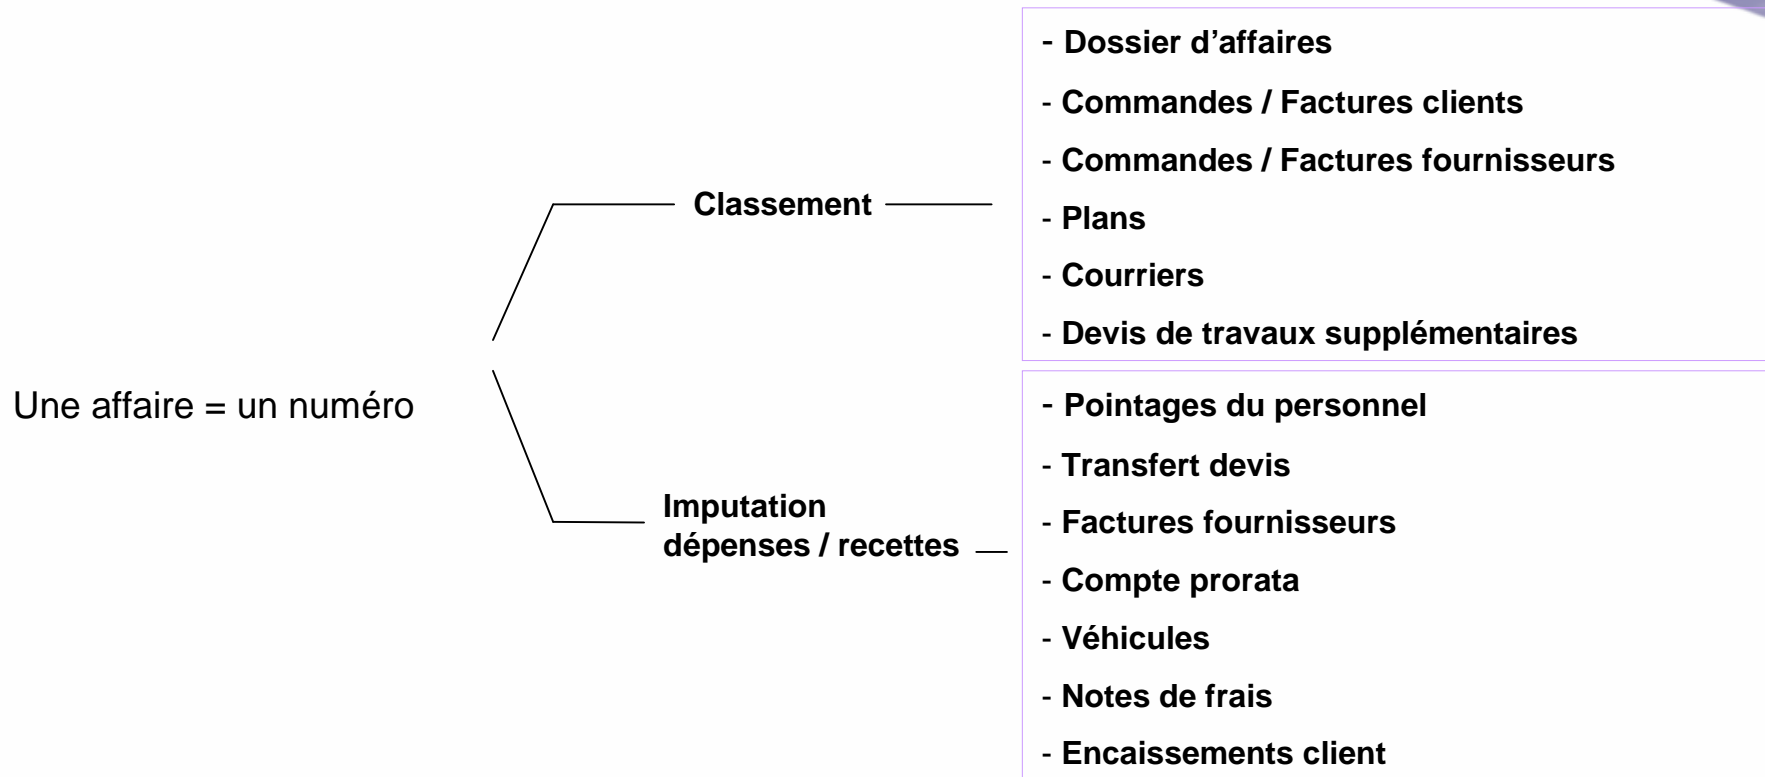 Une affaire = un numéro
Classement
- Dossier d’affaires
- Commandes / Factures clients
- Commandes / Factures fournisseurs
- Plans
- Courriers
- Devis de travaux supplémentaires
Imputation
dépenses / recettes
- Pointages du personnel
- Transfert devis
- Factures fournisseurs
- Compte prorata
- Véhicules
- Notes de frais
- Encaissements client